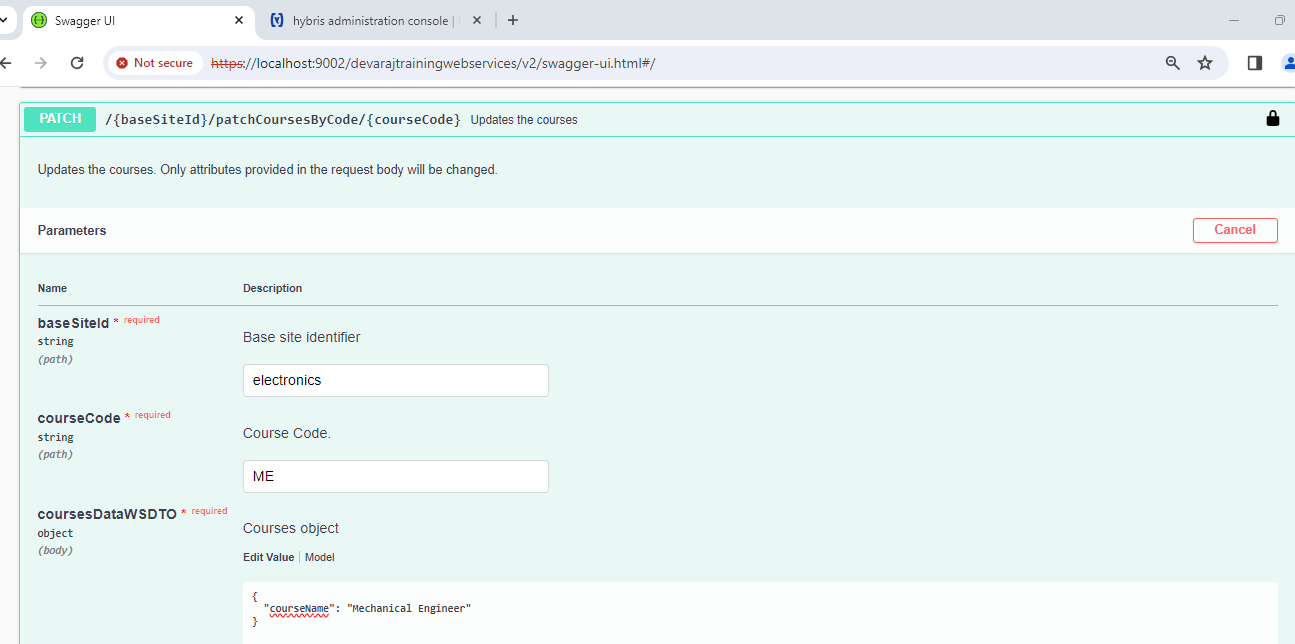 Swagger UI
hybris administration console |
Not secure
https://localhost:9002/devarajtrainingwebservices/v2/swagger-ui.html#/
PATCH /{baseSiteId}/patchCoursesByCode/{courseCode} Updates the courses
Updates the courses. Only attributes provided in the request body will be changed.
Parameters
Cancel
Name Description
baseSiteId * required
string
(path)
Base site identifier
electronics
courseCode * required
string
(path)
Course Code.
ME
coursesDataWSDTO * required
object
(body)
Courses object
Edit Value | Model
{
"courseName": "Mechanical Engineer"
}